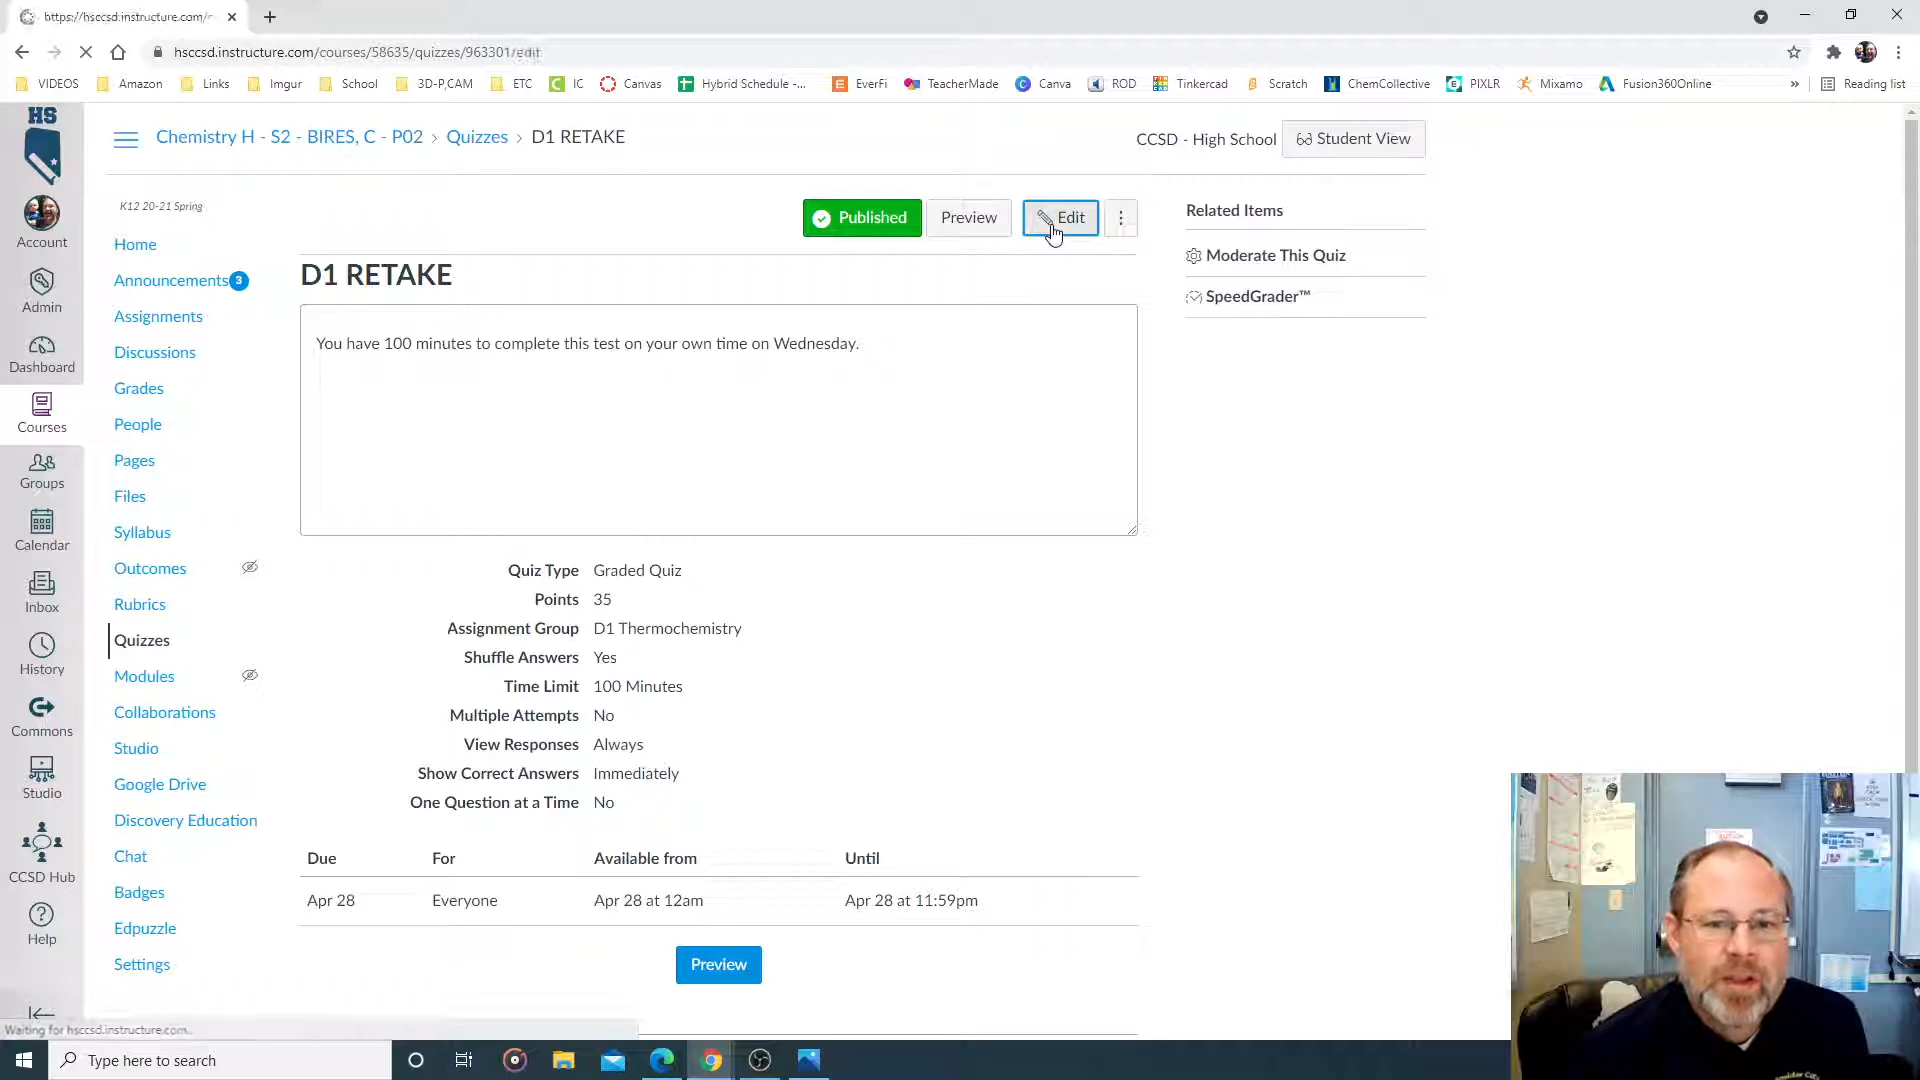 https://hsccsd.instructure.com/
hsccsd.instructure.com/courses/58635/quizzes/963301/edit
VIDEOS Amazon Links Imgur School 3D-P,CAM ETC IC Canvas Hybrid Schedule -... EverFi TeacherMade Canva ROD Tinkercad Scratch ChemCollective PIXLR Mixamo Fusion360Online » Reading list
HS
Chemistry H - S2 - BIRES, C - P02 › Quizzes › D1 RETAKE
CCSD - High School Student View
K12 20-21 Spring
Account
Admin
Dashboard
Courses
Groups
Calendar
Inbox
History
Commons
Studio
CCSD Hub
Help
Home
Announcements 3
Assignments
Discussions
Grades
People
Pages
Files
Syllabus
Outcomes
Rubrics
Quizzes
Modules
Collaborations
Studio
Google Drive
Discovery Education
Chat
Badges
Edpuzzle
Settings
Published Preview Edit
D1 RETAKE
You have 100 minutes to complete this test on your own time on Wednesday.
Quiz Type Graded Quiz
Points 35
Assignment Group D1 Thermochemistry
Shuffle Answers Yes
Time Limit 100 Minutes
Multiple Attempts No
View Responses Always
Show Correct Answers Immediately
One Question at a Time No
Due For Available from Until
Apr 28 Everyone Apr 28 at 12am Apr 28 at 11:59pm
Preview
Related Items
Moderate This Quiz
SpeedGrader™
Waiting for hsccsd.instructure.com...
Type here to search